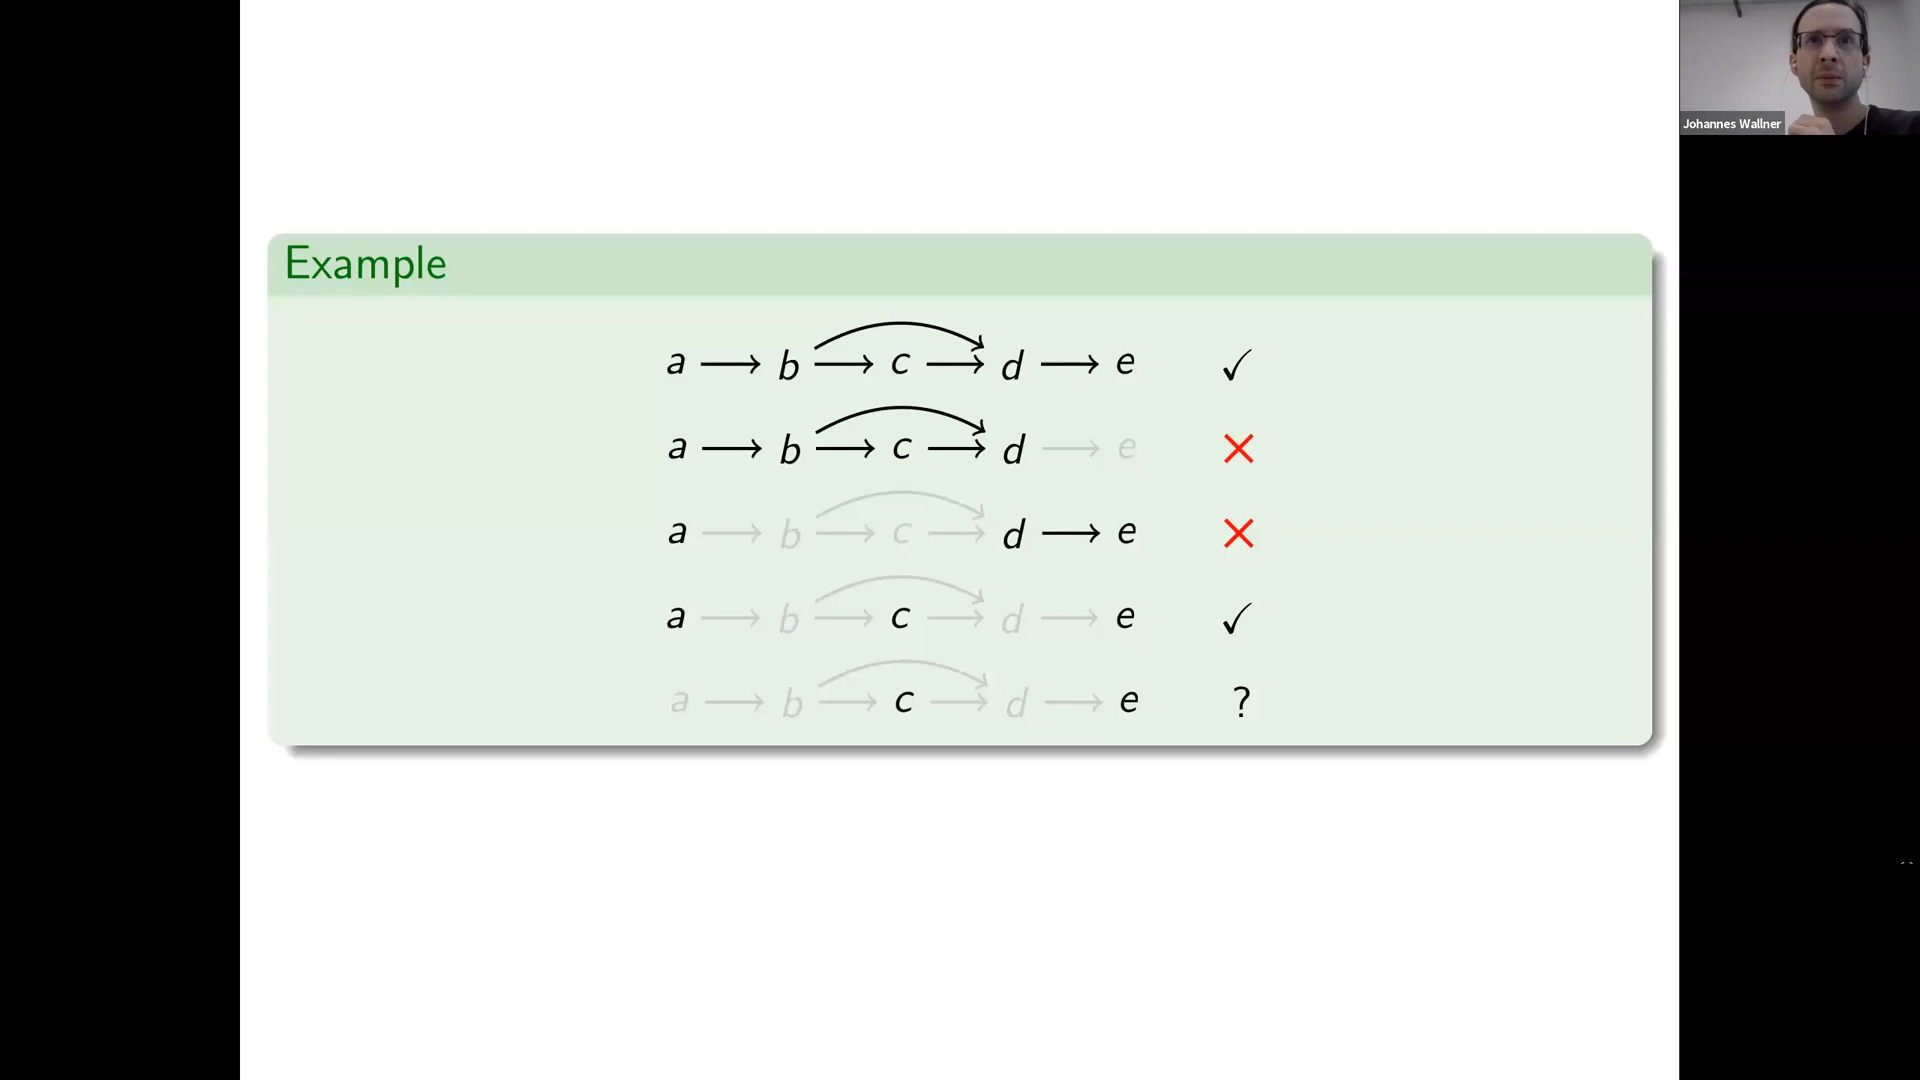 Johannes Wallner
Example
a → b → c → d → e ✓
a → b → c → d → e ×
a → b → c → d → e ×
a → b → c → d → e ✓
a → b → c → d → e ?